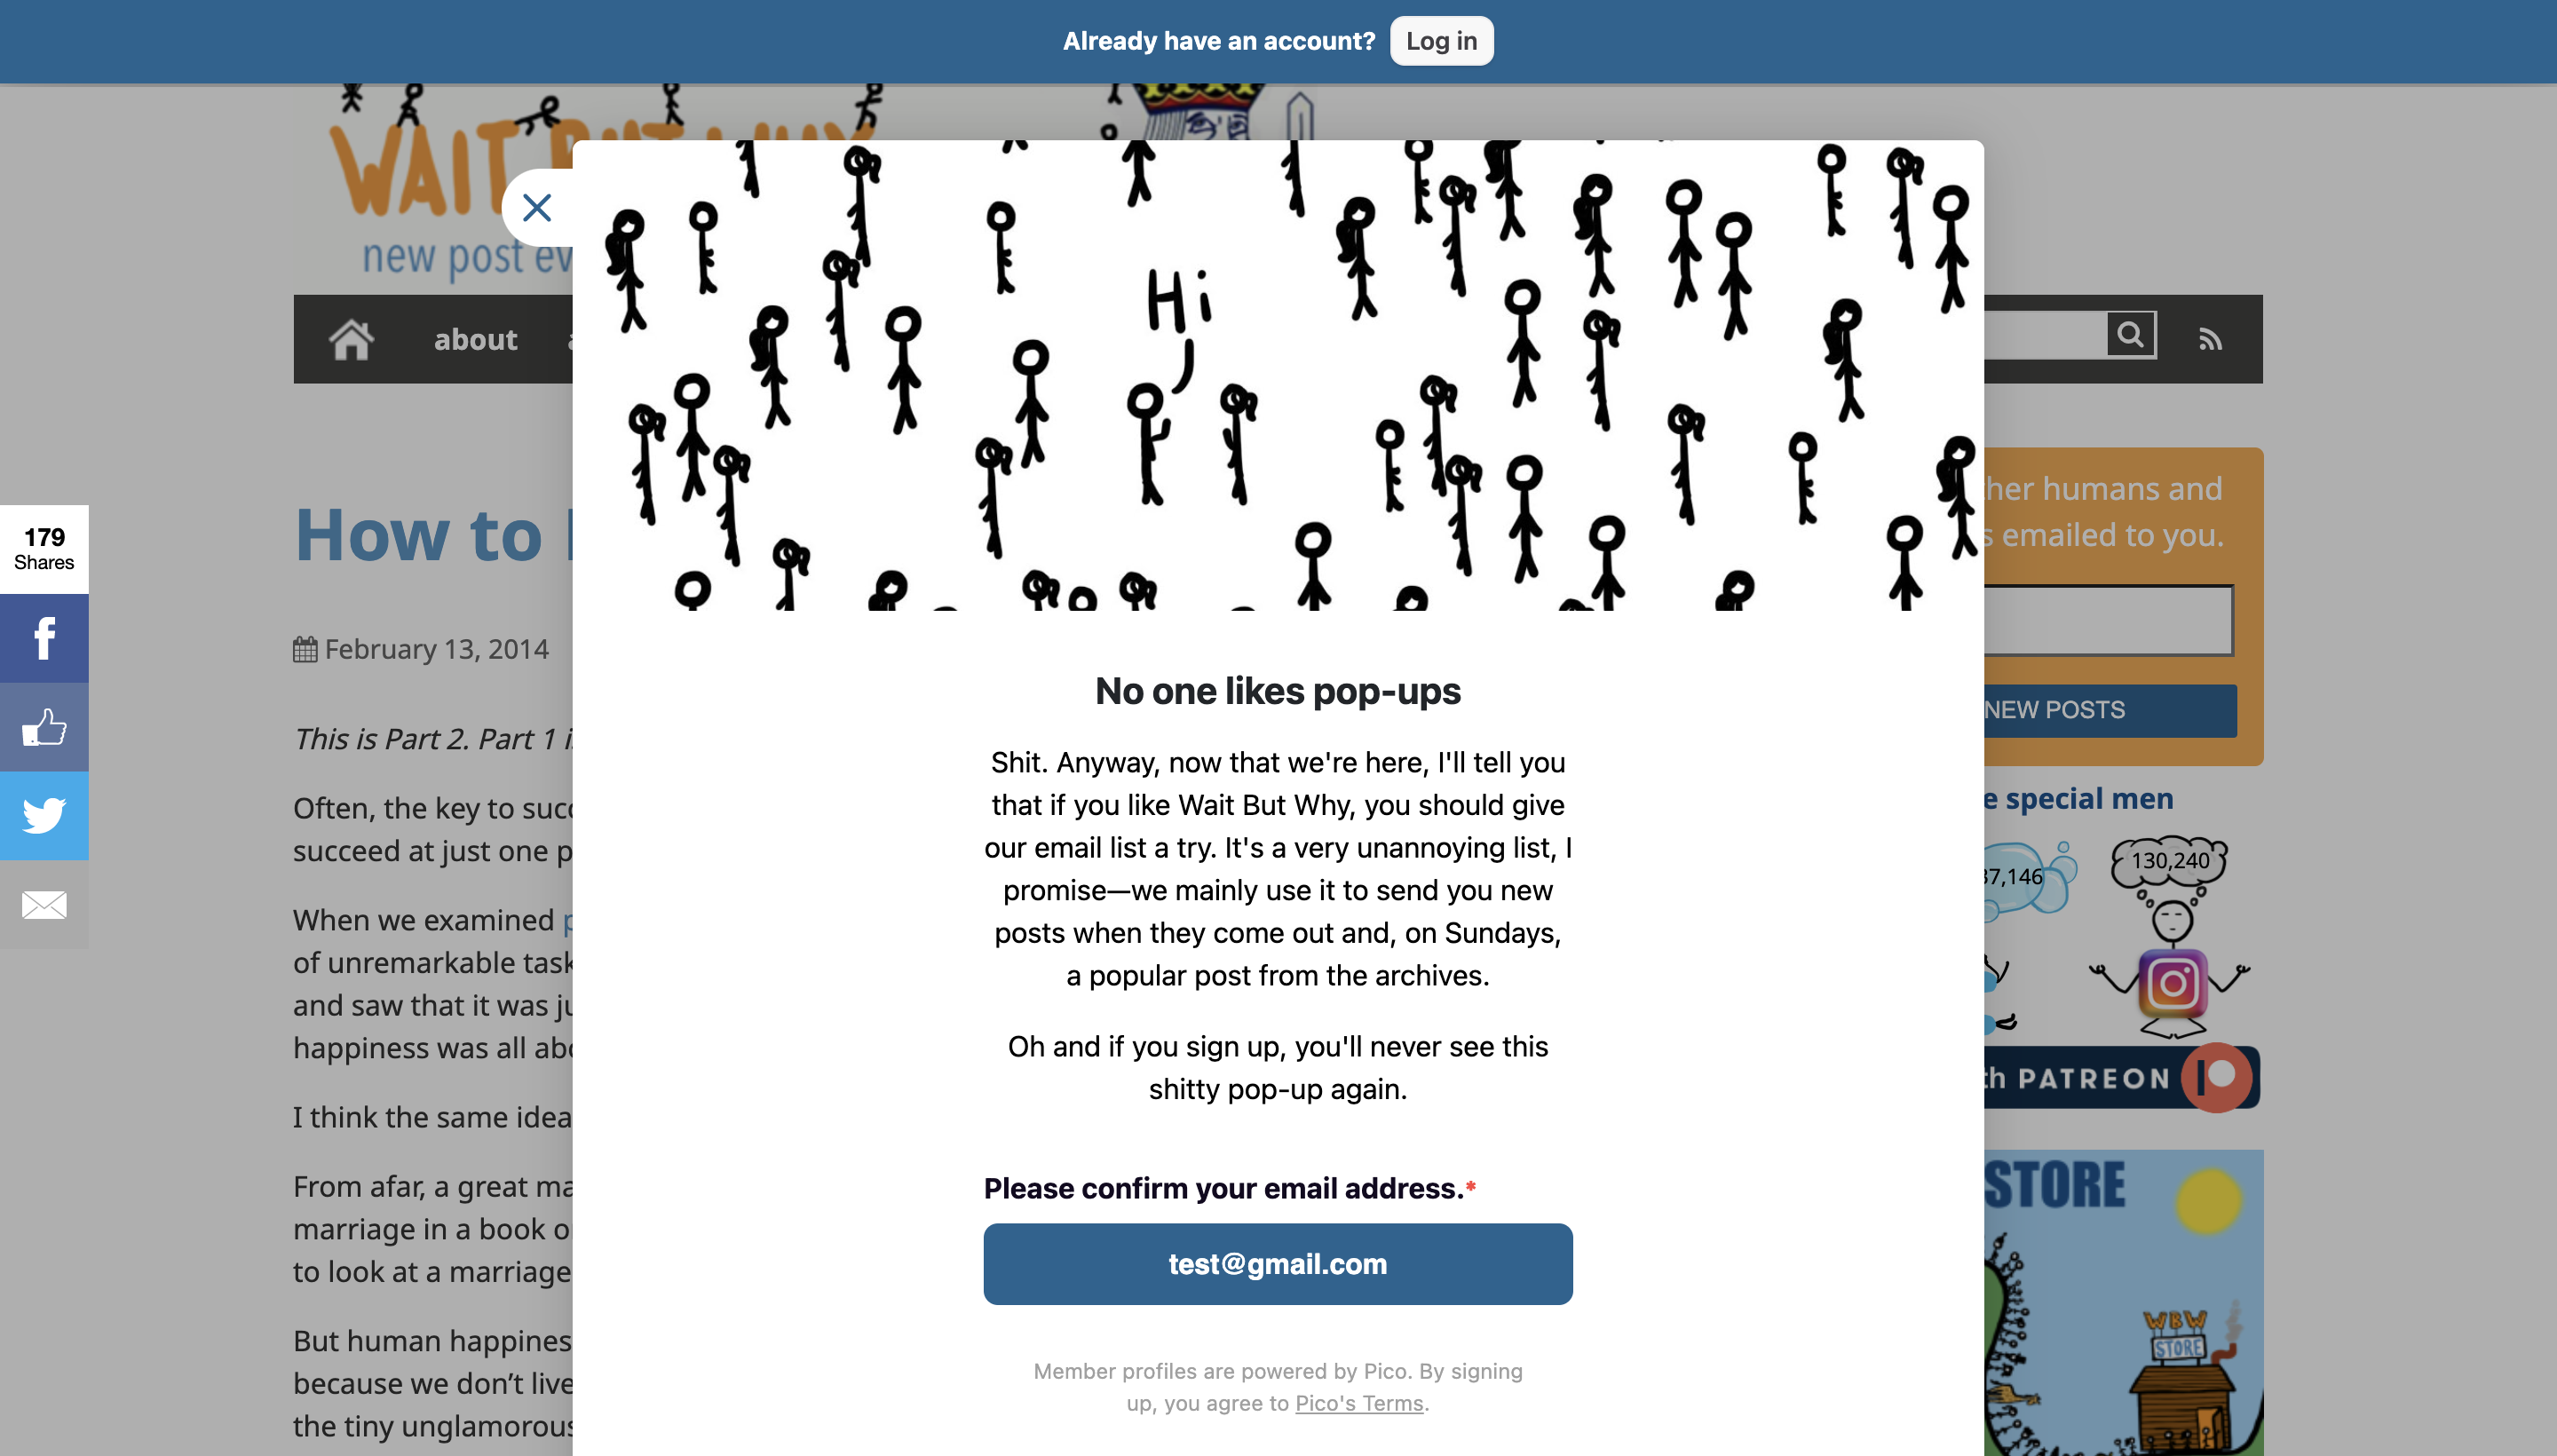 Already have an account? Log in
WAIT BUT WHY
new post ev
about
Hi
How to
179
Shares
February 13, 2014
This is Part 2. Part 1
Often, the key to succ
succeed at just one p
When we examined p
of unremarkable task
and saw that it was ju
happiness was all abo
I think the same idea
From afar, a great ma
marriage in a book o
to look at a marriage
But human happines
because we don't live
the tiny unglamorous
No one likes pop-ups
Shit. Anyway, now that we're here, I'll tell you
that if you like Wait But Why, you should give
our email list a try. It's a very unannoying list, I
promise—we mainly use it to send you new
posts when they come out and, on Sundays,
a popular post from the archives.
Oh and if you sign up, you'll never see this
shitty pop-up again.
Please confirm your email address.*
test@gmail.com
Member profiles are powered by Pico. By signing
up, you agree to Pico's Terms.
her humans and
s emailed to you.
NEW POSTS
e special men
37,146
130,240
th PATREON
STORE
WBW
STORE